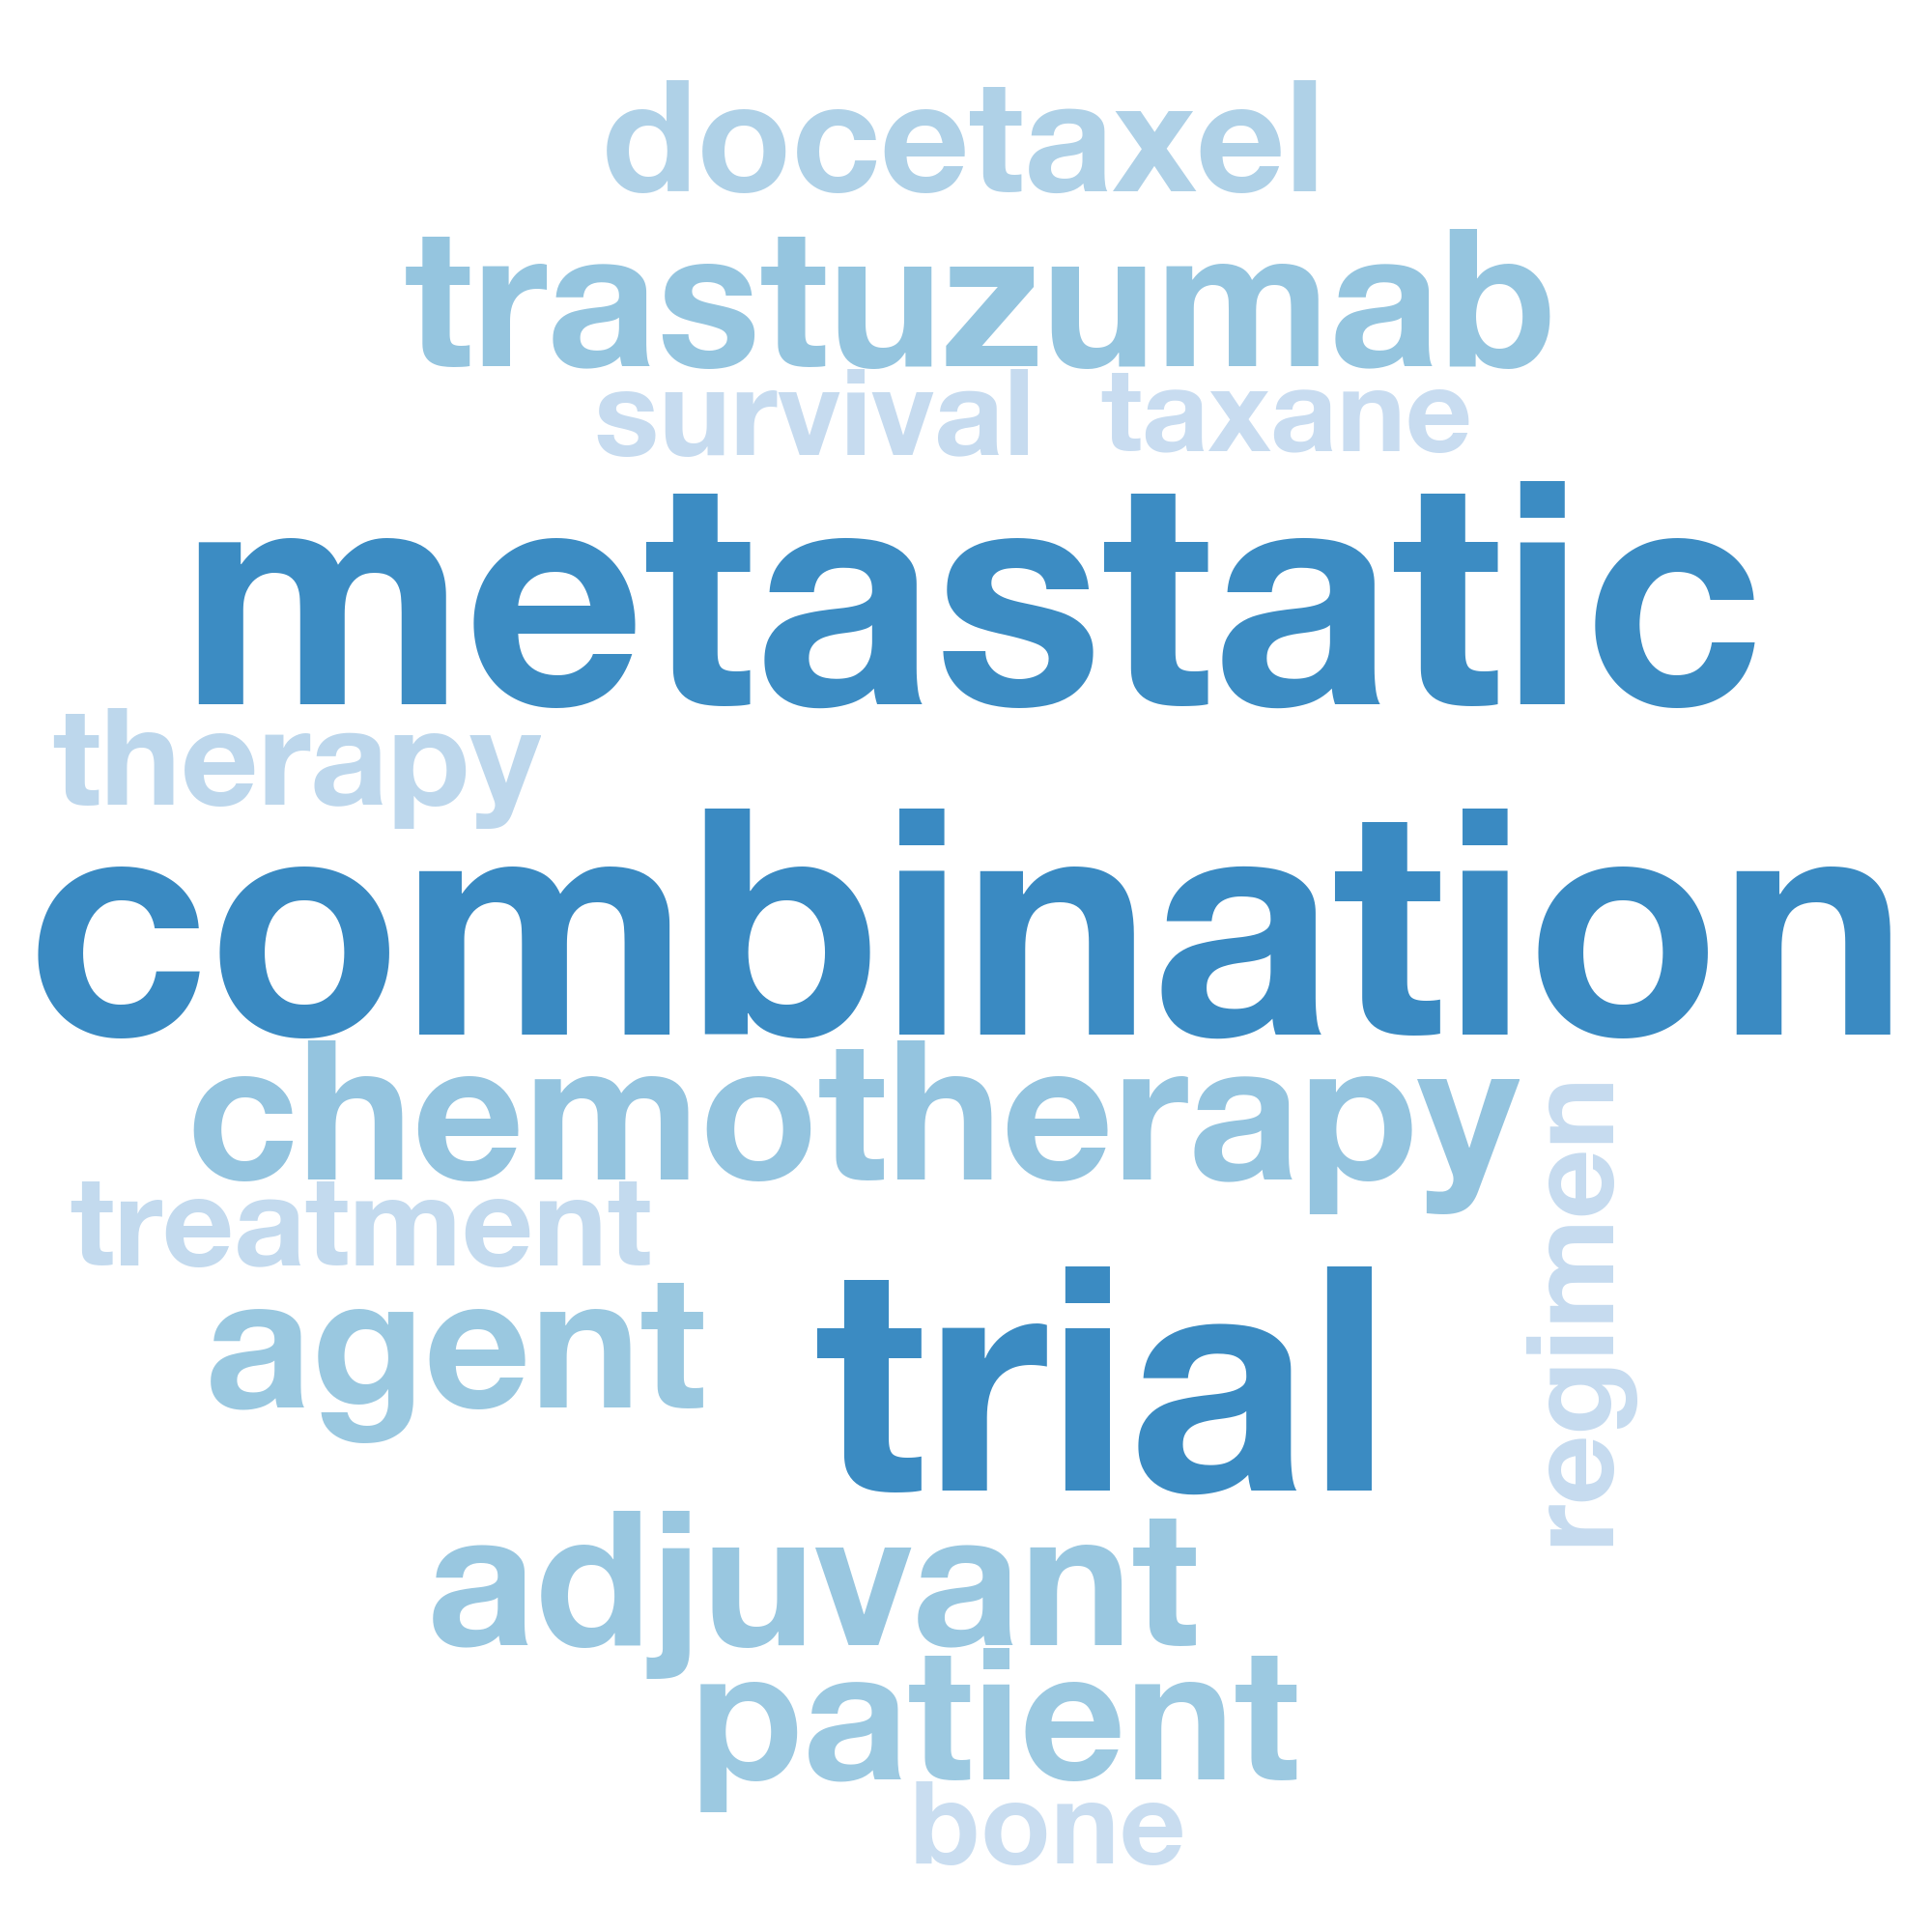 docetaxel
trastuzumab
survival taxane
metastatic
therapy
combination
chemotherapy
regimen
treatment
agent
trial
adjuvant
patient
bone